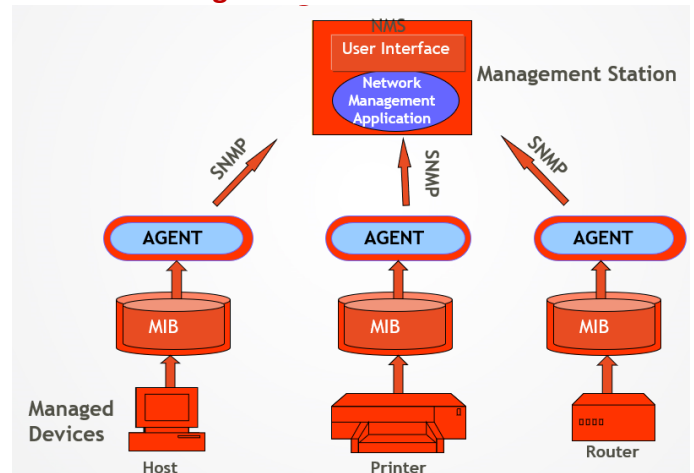 NMS
User Interface
Network
Management
Application
Management Station
SNMP
SNMP
SNMP
AGENT
AGENT
AGENT
MIB
MIB
MIB
Managed
Devices
Host
Printer
Router